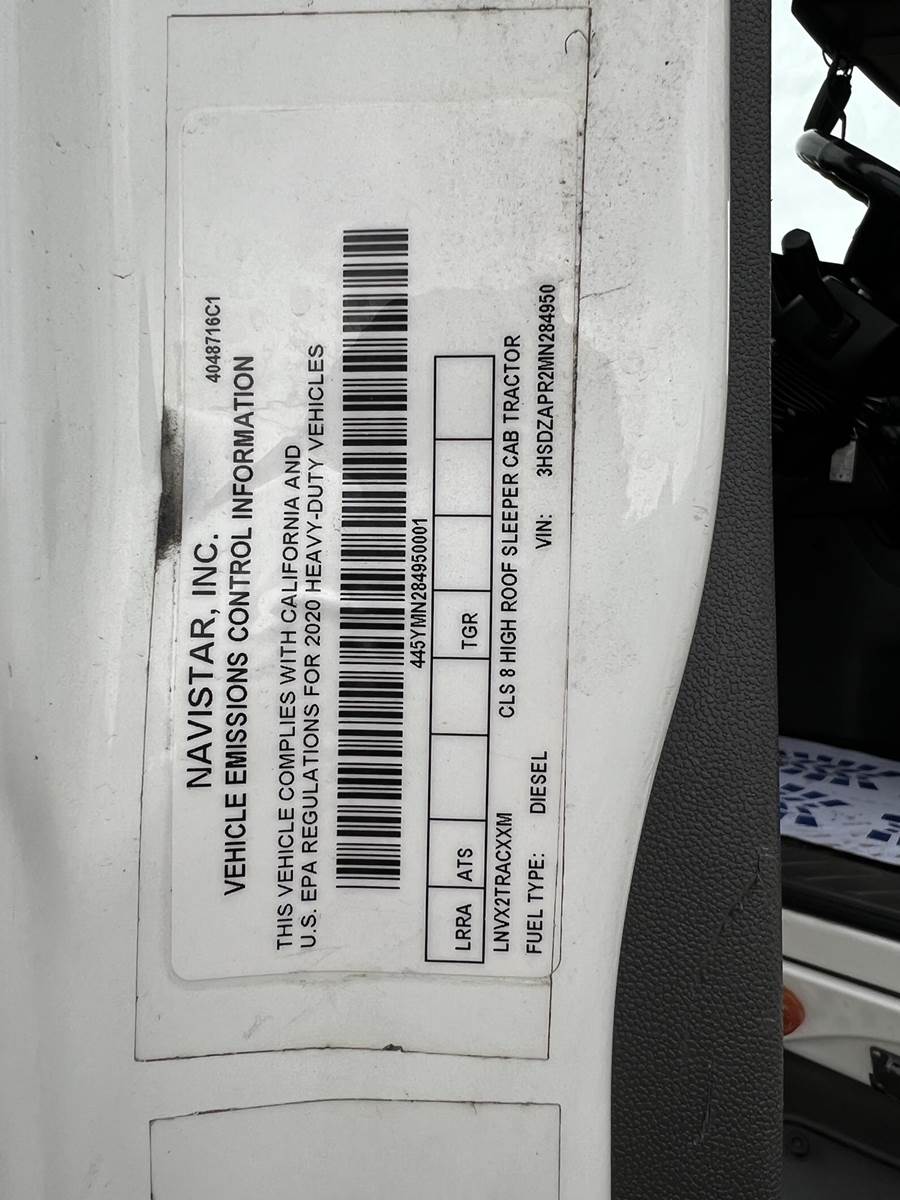 4048716C1
NAVISTAR, INC.
VEHICLE EMISSIONS CONTROL INFORMATION
THIS VEHICLE COMPLIES WITH CALIFORNIA AND
U.S. EPA REGULATIONS FOR 2020 HEAVY-DUTY VEHICLES
445YMN284950001
LRRA ATS TGR
LNVX2TRACXXM CLS 8 HIGH ROOF SLEEPER CAB TRACTOR
FUEL TYPE: DIESEL VIN: 3HSDZAPR2MN284950